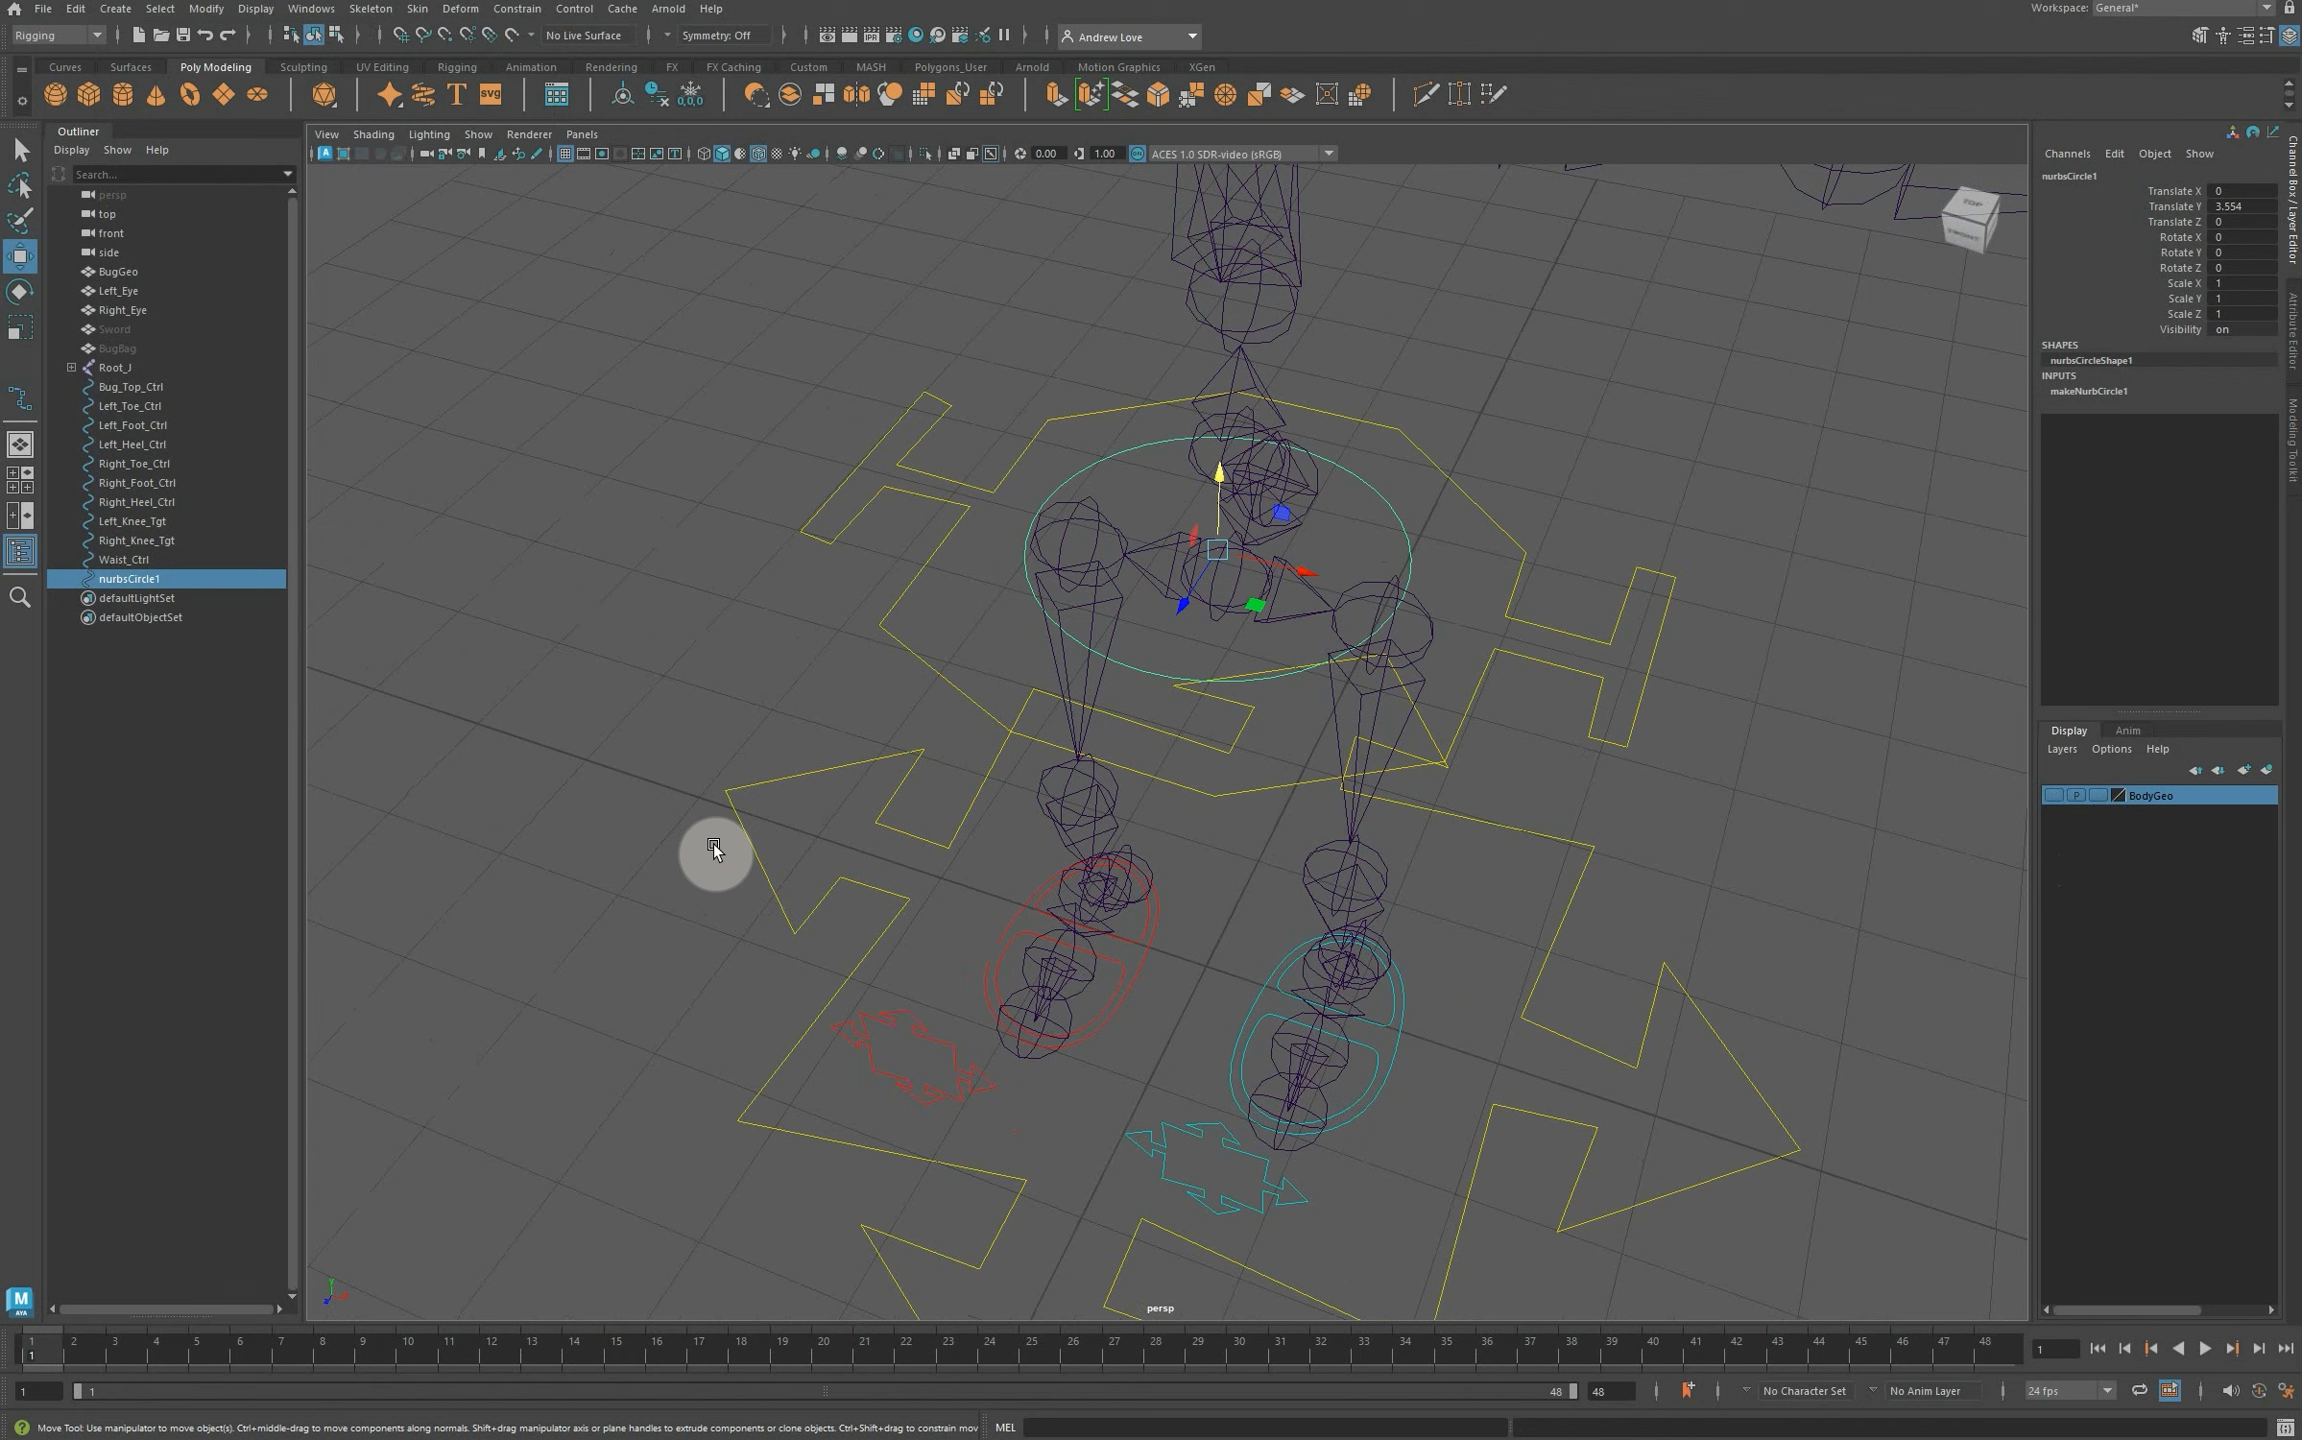 File Edit Create Select Modify Display Windows Skeleton Skin Deform Constrain Control Cache Arnold Help
Workspace: General*
Rigging
No Live Surface
Symmetry: Off
Andrew Love
Curves Surfaces Poly Modeling Sculpting UV Editing Rigging Animation Rendering FX FX Caching Custom MASH Polygons_User Arnold Motion Graphics XGen
Outliner
Display Show Help
Search...
persp
top
front
side
BugGeo
Left_Eye
Right_Eye
Sword
BugBag
Root_J
Bug_Top_Ctrl
Left_Toe_Ctrl
Left_Foot_Ctrl
Left_Heel_Ctrl
Right_Toe_Ctrl
Right_Foot_Ctrl
Right_Heel_Ctrl
Left_Knee_Tgt
Right_Knee_Tgt
Waist_Ctrl
nurbsCircle1
defaultLightSet
defaultObjectSet
View Shading Lighting Show Renderer Panels
0.00 1.00 ACES 1.0 SDR-video (sRGB)
TOP
FRONT
persp
Channels Edit Object Show
nurbsCircle1
Translate X 0
Translate Y 3.554
Translate Z 0
Rotate X 0
Rotate Y 0
Rotate Z 0
Scale X 1
Scale Y 1
Scale Z 1
Visibility on
SHAPES
nurbsCircleShape1
INPUTS
makeNurbCircle1
Channel Box / Layer Editor
Attribute Editor
Modeling Toolkit
Display Anim
Layers Options Help
P BodyGeo
1 2 3 4 5 6 7 8 9 10 11 12 13 14 15 16 17 18 19 20 21 22 23 24 25 26 27 28 29 30 31 32 33 34 35 36 37 38 39 40 41 42 43 44 45 46 47 48
1
1
1
1
48
48
No Character Set
No Anim Layer
24 fps
Move Tool: Use manipulator to move object(s). Ctrl+middle-drag to move components along normals. Shift+drag manipulator axis or plane handles to extrude components or clone objects. Ctrl+Shift+drag to constrain mov
MEL